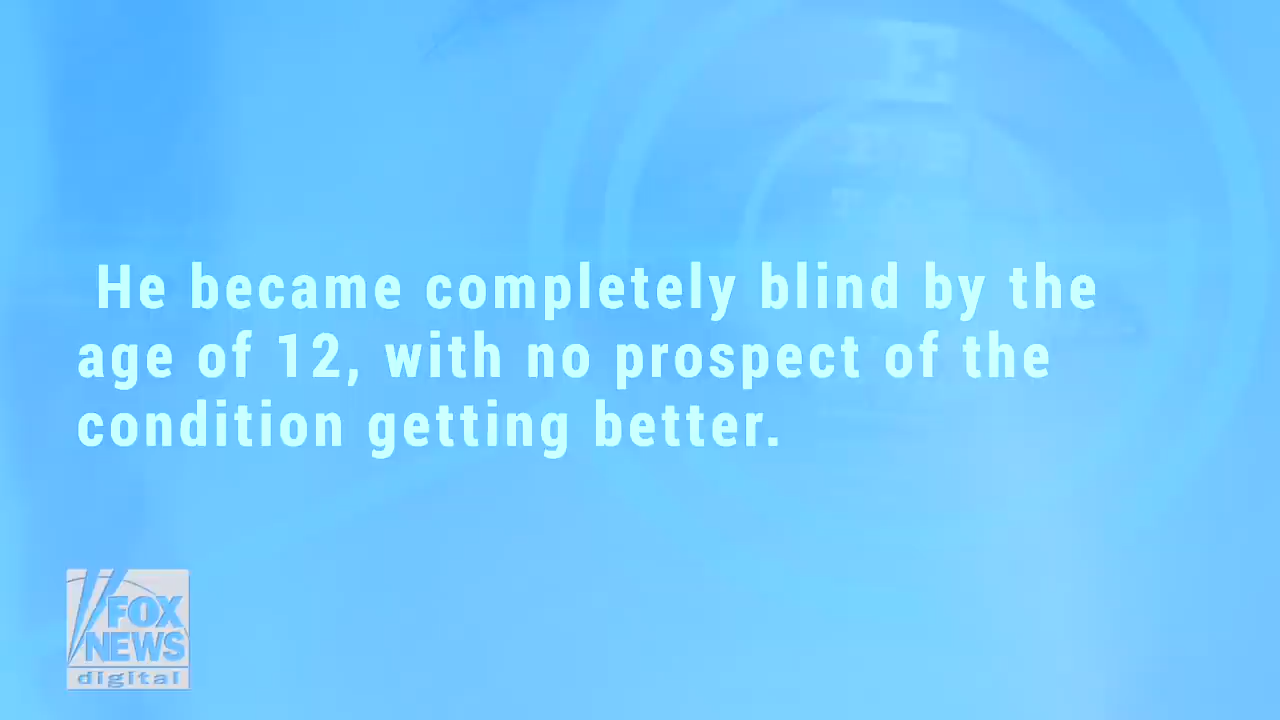 E
He became completely blind by the
age of 12, with no prospect of the
condition getting better.
FOX
NEWS
digital